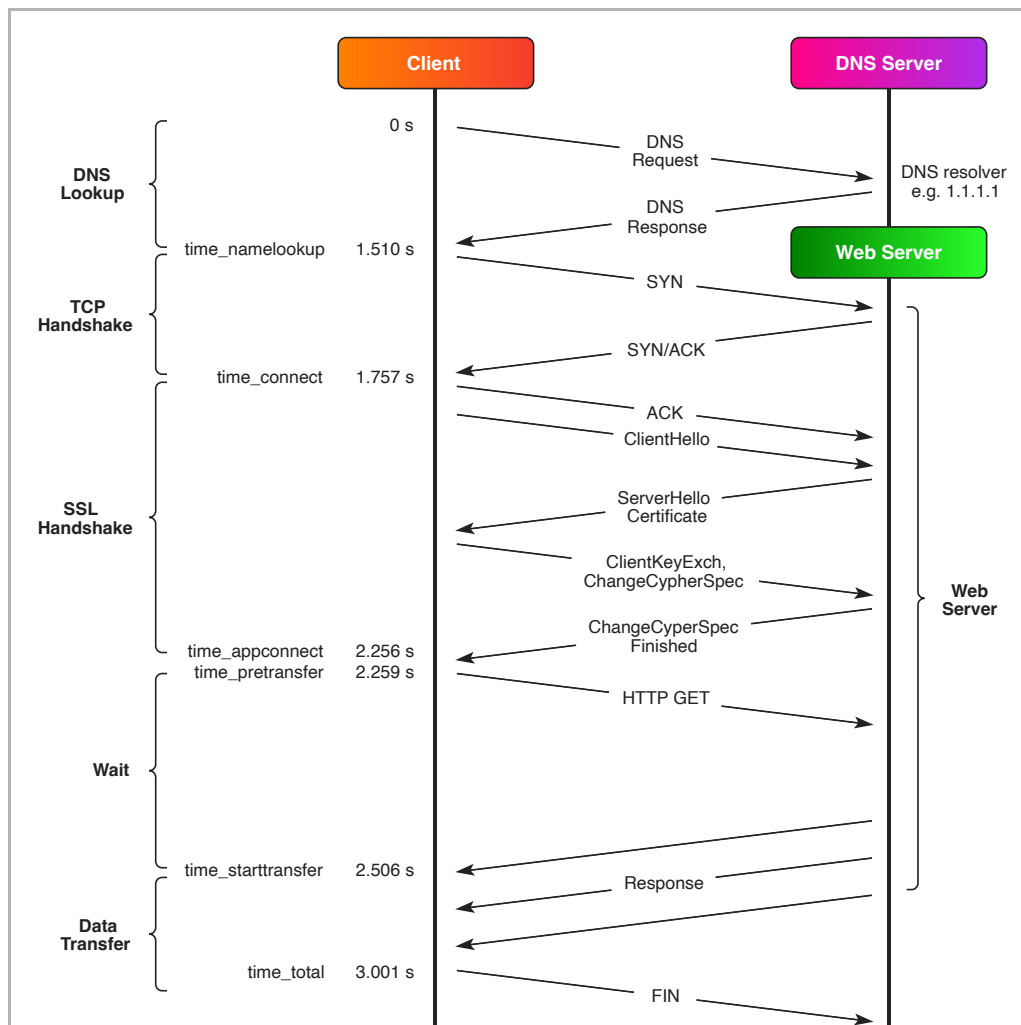 Client
DNS Server
0 s
DNS
Request
DNS
Lookup
DNS resolver
e.g. 1.1.1.1
DNS
Response
time_namelookup 1.510 s
Web Server
SYN
TCP
Handshake
SYN/ACK
time_connect 1.757 s
ACK
ClientHello
SSL
Handshake
ServerHello
Certificate
ClientKeyExch,
ChangeCypherSpec
Web
Server
ChangeCyperSpec
Finished
time_appconnect 2.256 s
time_pretransfer 2.259 s
HTTP GET
Wait
time_starttransfer 2.506 s
Response
Data
Transfer
time_total 3.001 s
FIN